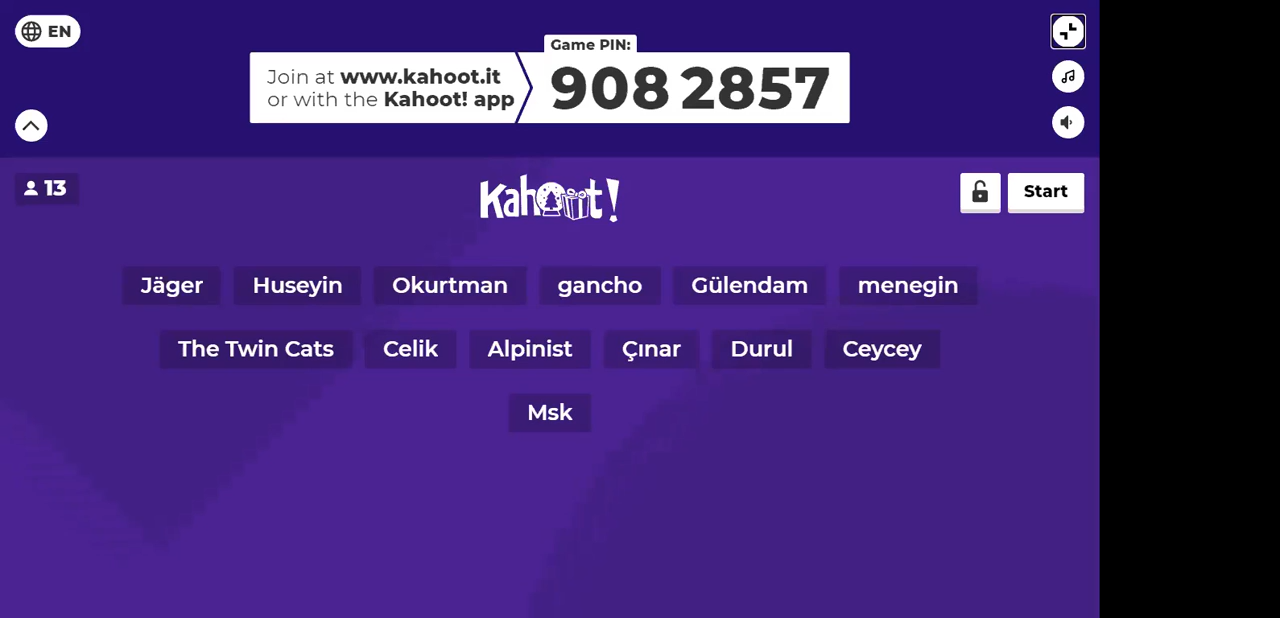 EN
Game PIN:
Join at www.kahoot.it
or with the Kahoot! app
908 2857
13
Kahoot!
Start
Jäger Huseyin Okurtman gancho Gülendam menegin
The Twin Cats Celik Alpinist Çınar Durul Ceycey
Msk